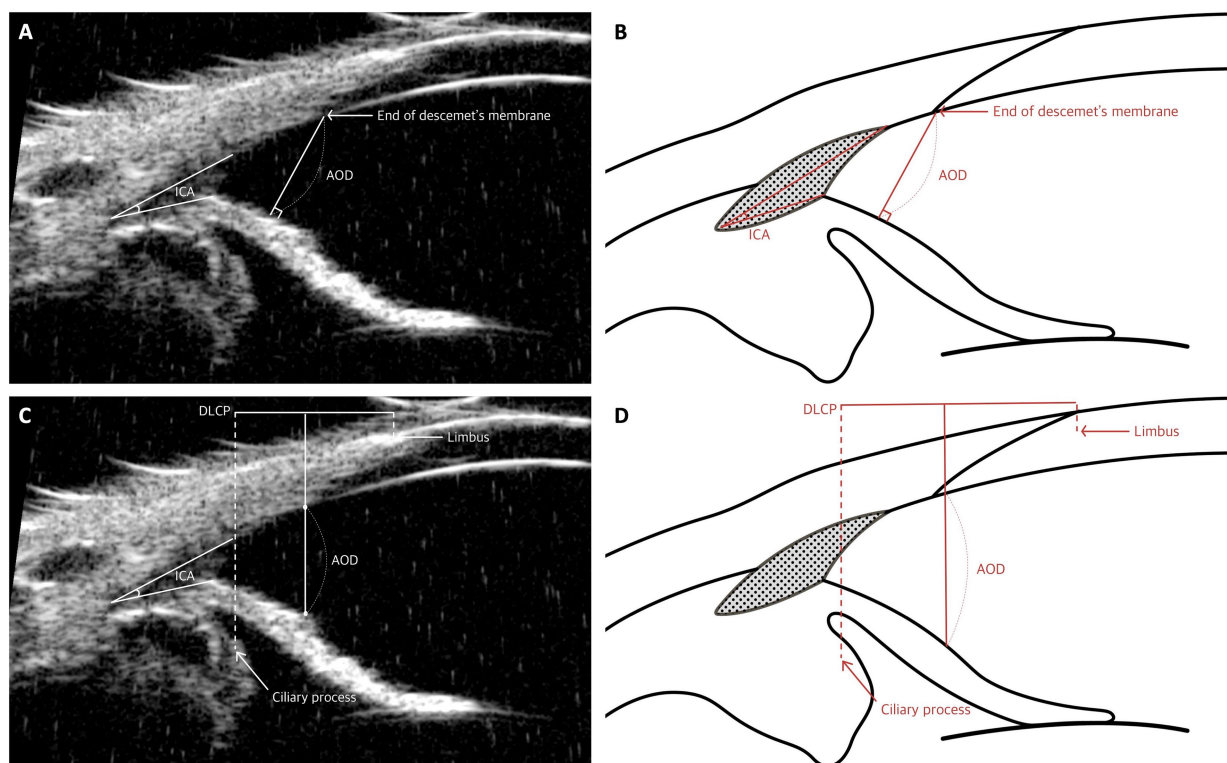 A
End of descemet's membrane
AOD
ICA
B
End of descemet's membrane
AOD
ICA
C
DLCP
Limbus
AOD
ICA
Ciliary process
D
DLCP
Limbus
AOD
Ciliary process